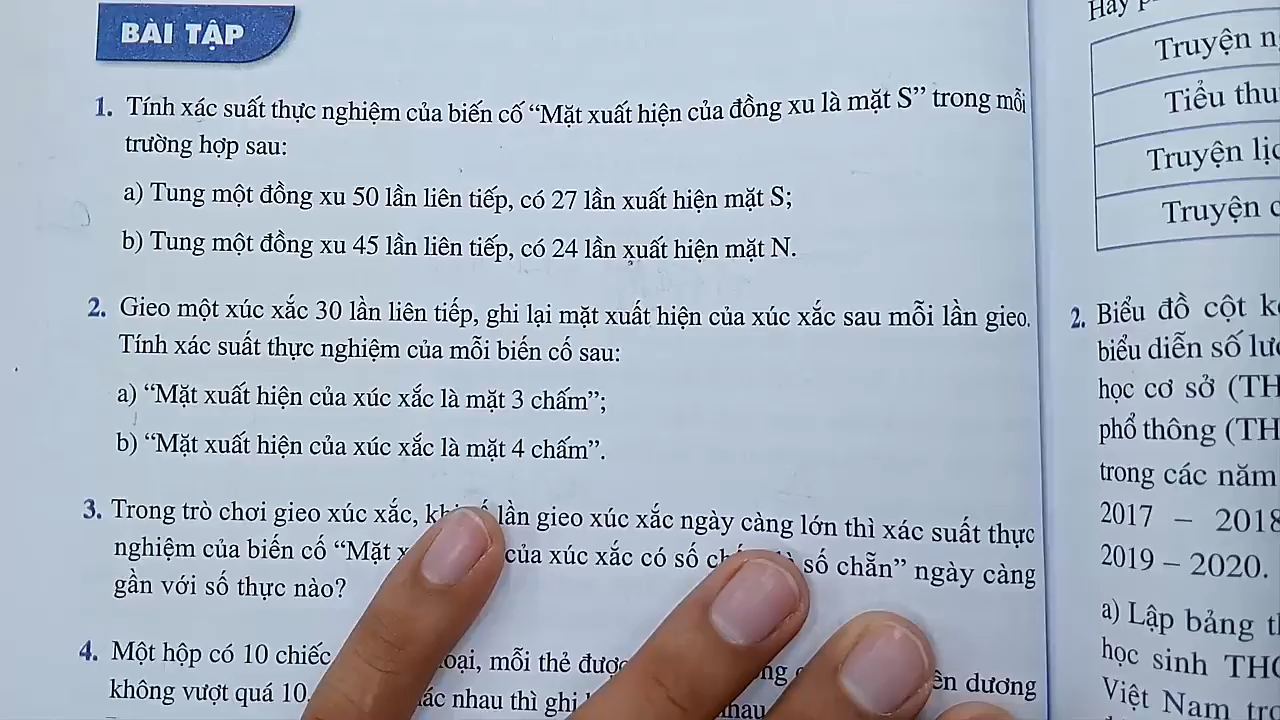 BÀI TẬP
1. Tính xác suất thực nghiệm của biến cố “Mặt xuất hiện của đồng xu là mặt S” trong mỗi
trường hợp sau:
a) Tung một đồng xu 50 lần liên tiếp, có 27 lần xuất hiện mặt S;
b) Tung một đồng xu 45 lần liên tiếp, có 24 lần xuất hiện mặt N.
2. Gieo một xúc xắc 30 lần liên tiếp, ghi lại mặt xuất hiện của xúc xắc sau mỗi lần gieo.
Tính xác suất thực nghiệm của mỗi biến cố sau:
a) “Mặt xuất hiện của xúc xắc là mặt 3 chấm”;
b) “Mặt xuất hiện của xúc xắc là mặt 4 chấm”.
3. Trong trò chơi gieo xúc xắc, lần gieo xúc xắc ngày càng lớn thì xác suất thực
nghiệm của biến cố “Mặt của xúc xắc có số số chẵn” ngày càng
gần với số thực nào?
4. Một hộp có 10 chiếc mỗi thẻ dương
không vượt quá 10 nhau thì ghi
Hãy
Truyện
Tiểu
Truyện
Truyện
2. Biểu đồ cột
biểu diễn số
học cơ sở (TH
phổ thông (TH
trong các năm
2017 – 2018
2019 – 2020.
a) Lập bảng
học sinh
Việt Nam